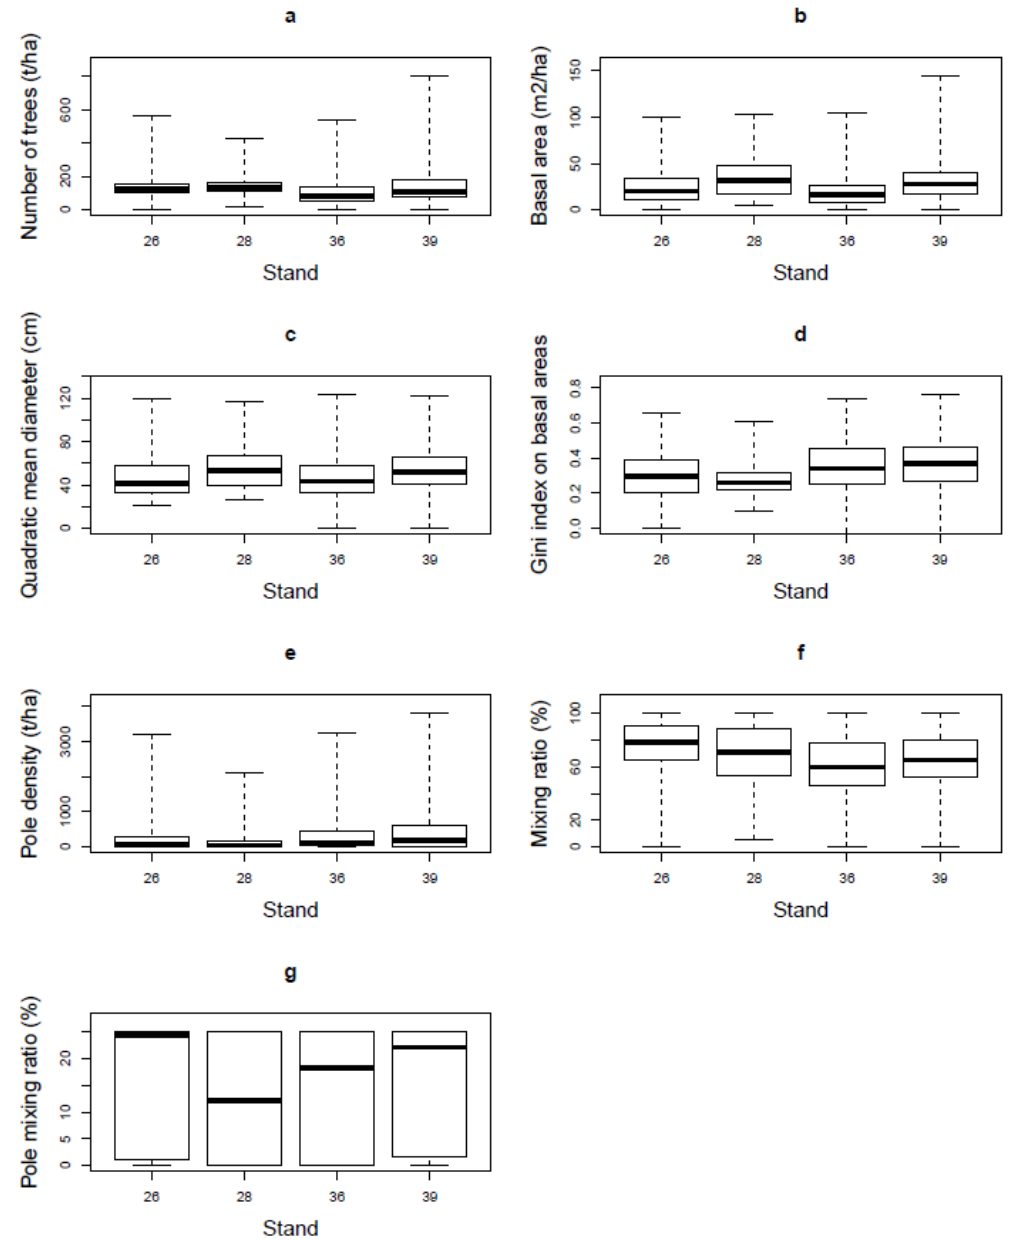 a
Number of trees (t/ha)
0 200 600
26 28 36 39
Stand
b
Basal area (m2/ha)
0 50 100 150
26 28 36 39
Stand
c
Quadratic mean diameter (cm)
0 40 80 120
26 28 36 39
Stand
d
Gini index on basal areas
0.0 0.2 0.4 0.6 0.8
26 28 36 39
Stand
e
Pole density (t/ha)
0 1000 3000
26 28 36 39
Stand
f
Mixing ratio (%)
0 20 60 100
26 28 36 39
Stand
g
Pole mixing ratio (%)
0 5 10 20
26 28 36 39
Stand